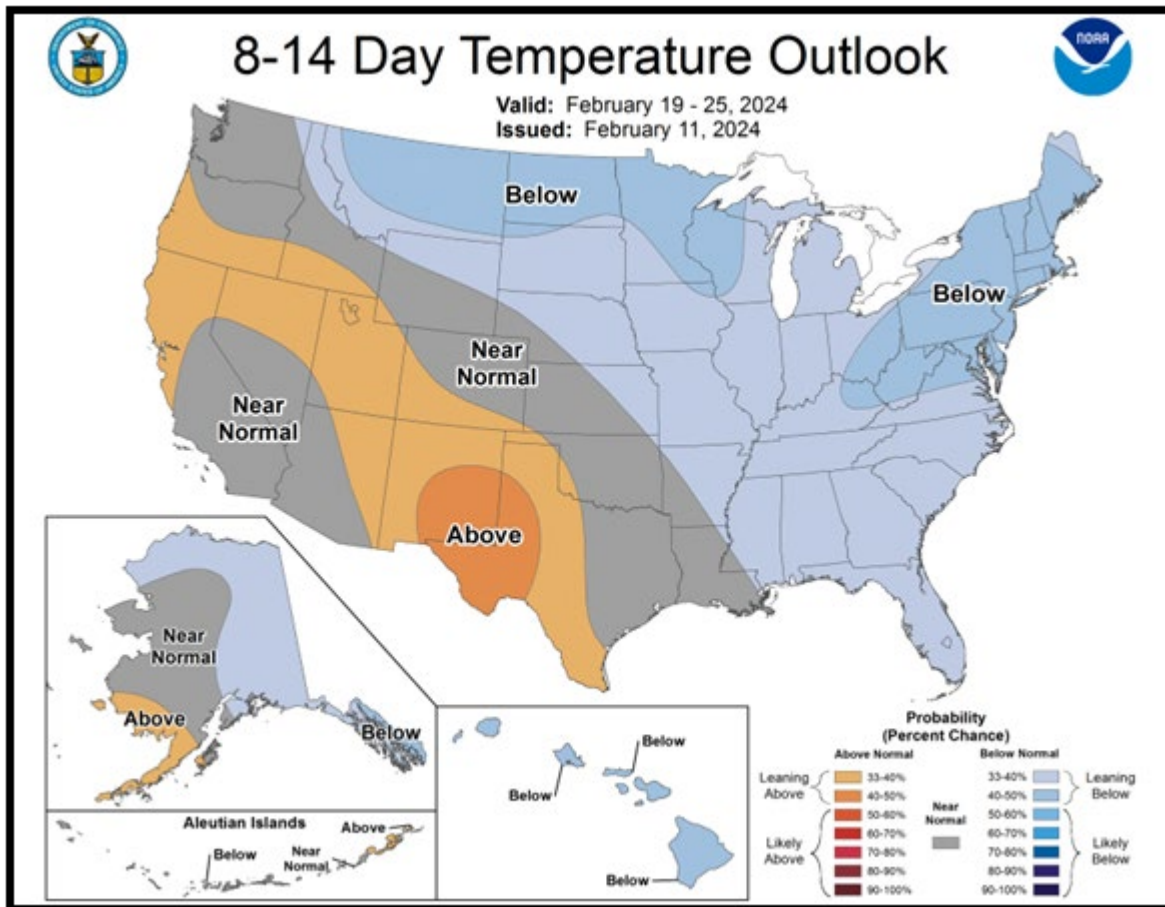 8-14 Day Temperature Outlook
NOAA
Valid: February 19 - 25, 2024
Issued: February 11, 2024
Below
Below
Near
Normal
Near
Normal
Above
Near
Normal
Above
Below
Aleutian Islands
Above
Below
Near
Normal
Below
Below
Below
Probability
(Percent Chance)
Above Normal
Below Normal
Leaning
Above
33-40%
40-50%
Likely
Above
50-60%
60-70%
70-80%
80-90%
90-100%
Near
Normal
33-40%
40-50%
Leaning
Below
50-60%
60-70%
70-80%
80-90%
90-100%
Likely
Below